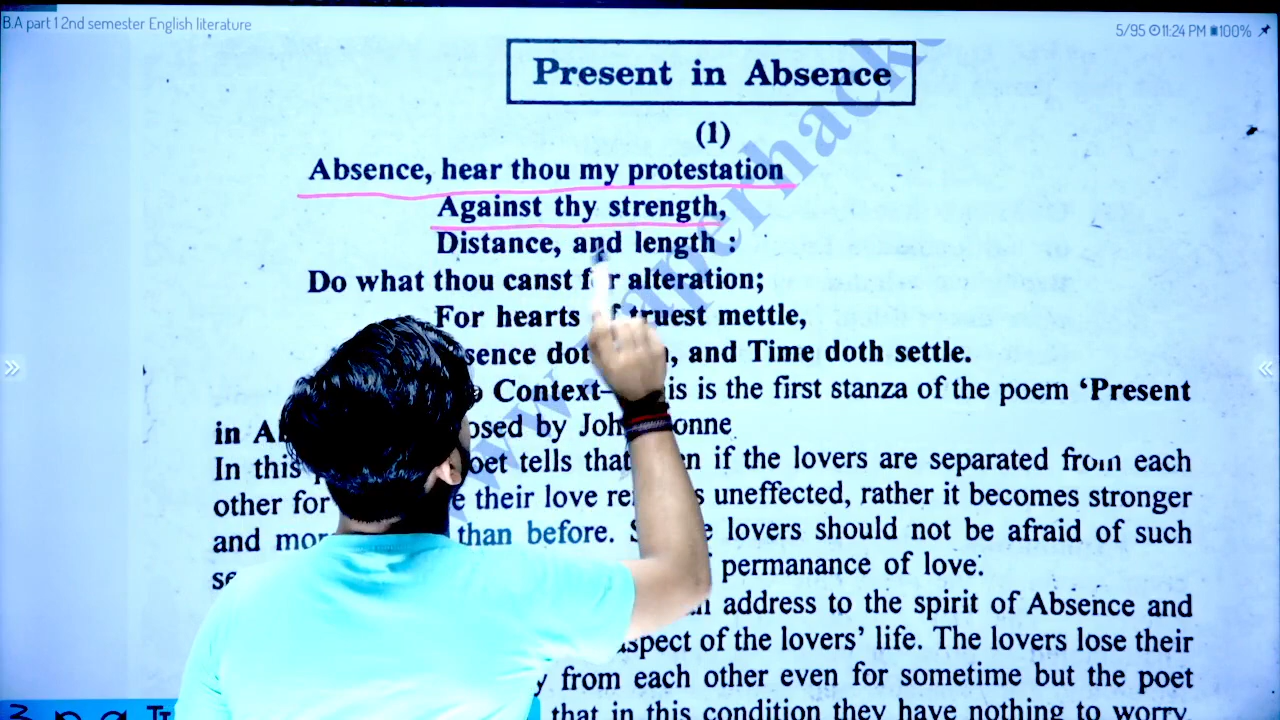 B.A part 1 2nd semester English literature
5/95 11:24 PM 100%
Present in Absence
(1)
Absence, hear thou my protestation
Against thy strength,
Distance, and length :
Do what thou canst for alteration;
For hearts of truest mettle,
and Time doth settle.
Context– is is the first stanza of the poem ‘Present
in by onne
In this tells that if the lovers are separated from each
other for their love uneffected, rather it becomes stronger
and than before. lovers should not be afraid of such
permanance of love.
address to the spirit of Absence and
of the lovers’ life. The lovers lose their
from each other even for sometime but the poet
that in this condition they have nothing to worry